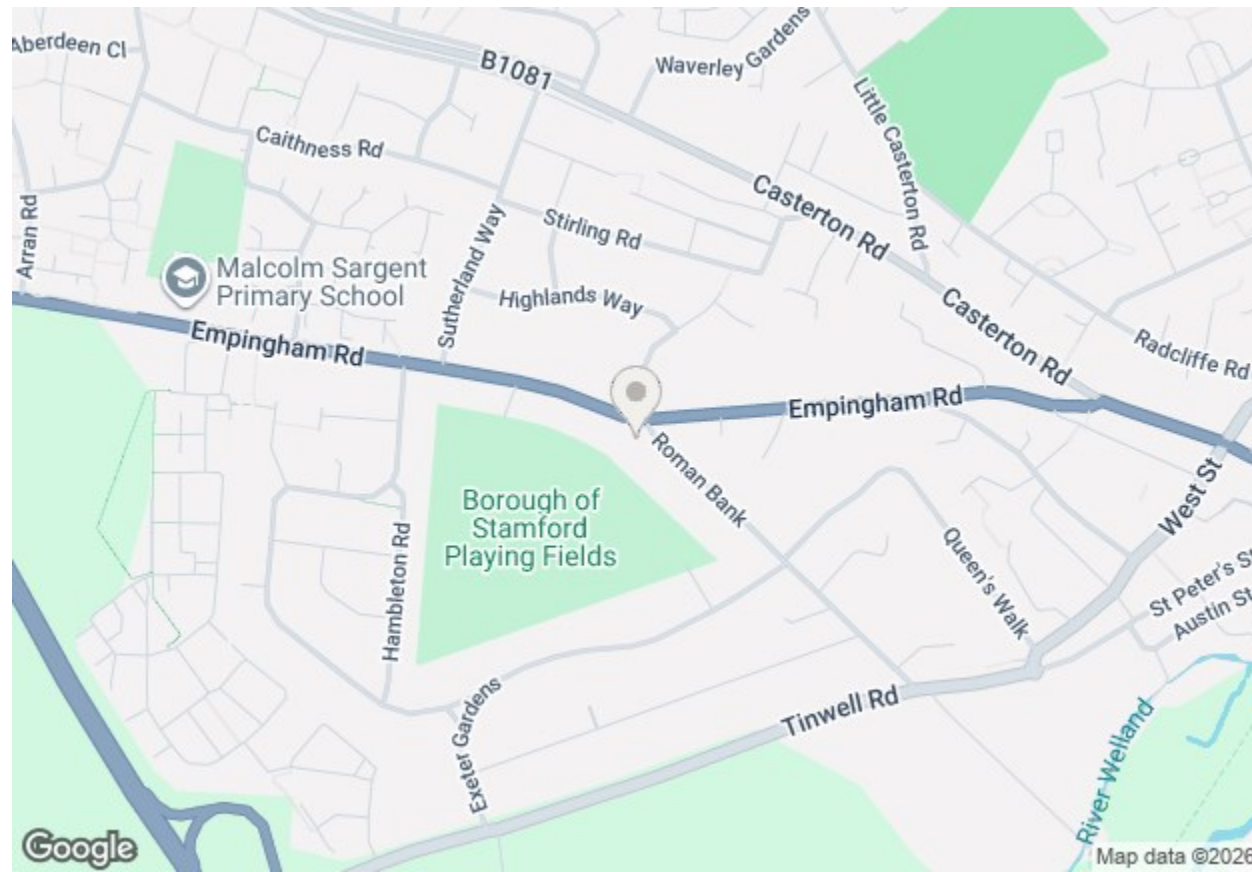 Aberdeen Cl
B1081
Waverley Gardens
Little Casterton Rd
Caithness Rd
Casterton Rd
Arran Rd
Stirling Rd
Sutherland Way
Malcolm Sargent
Primary School
Highlands Way
Empingham Rd
Casterton Rd
Radcliffe Rd
Empingham Rd
Roman Bank
West St
Borough of
Stamford
Playing Fields
Hambleton Rd
Queen's Walk
St Peter's St
Austin St
Exeter Gardens
Tinwell Rd
River Welland
Google
Map data ©2026